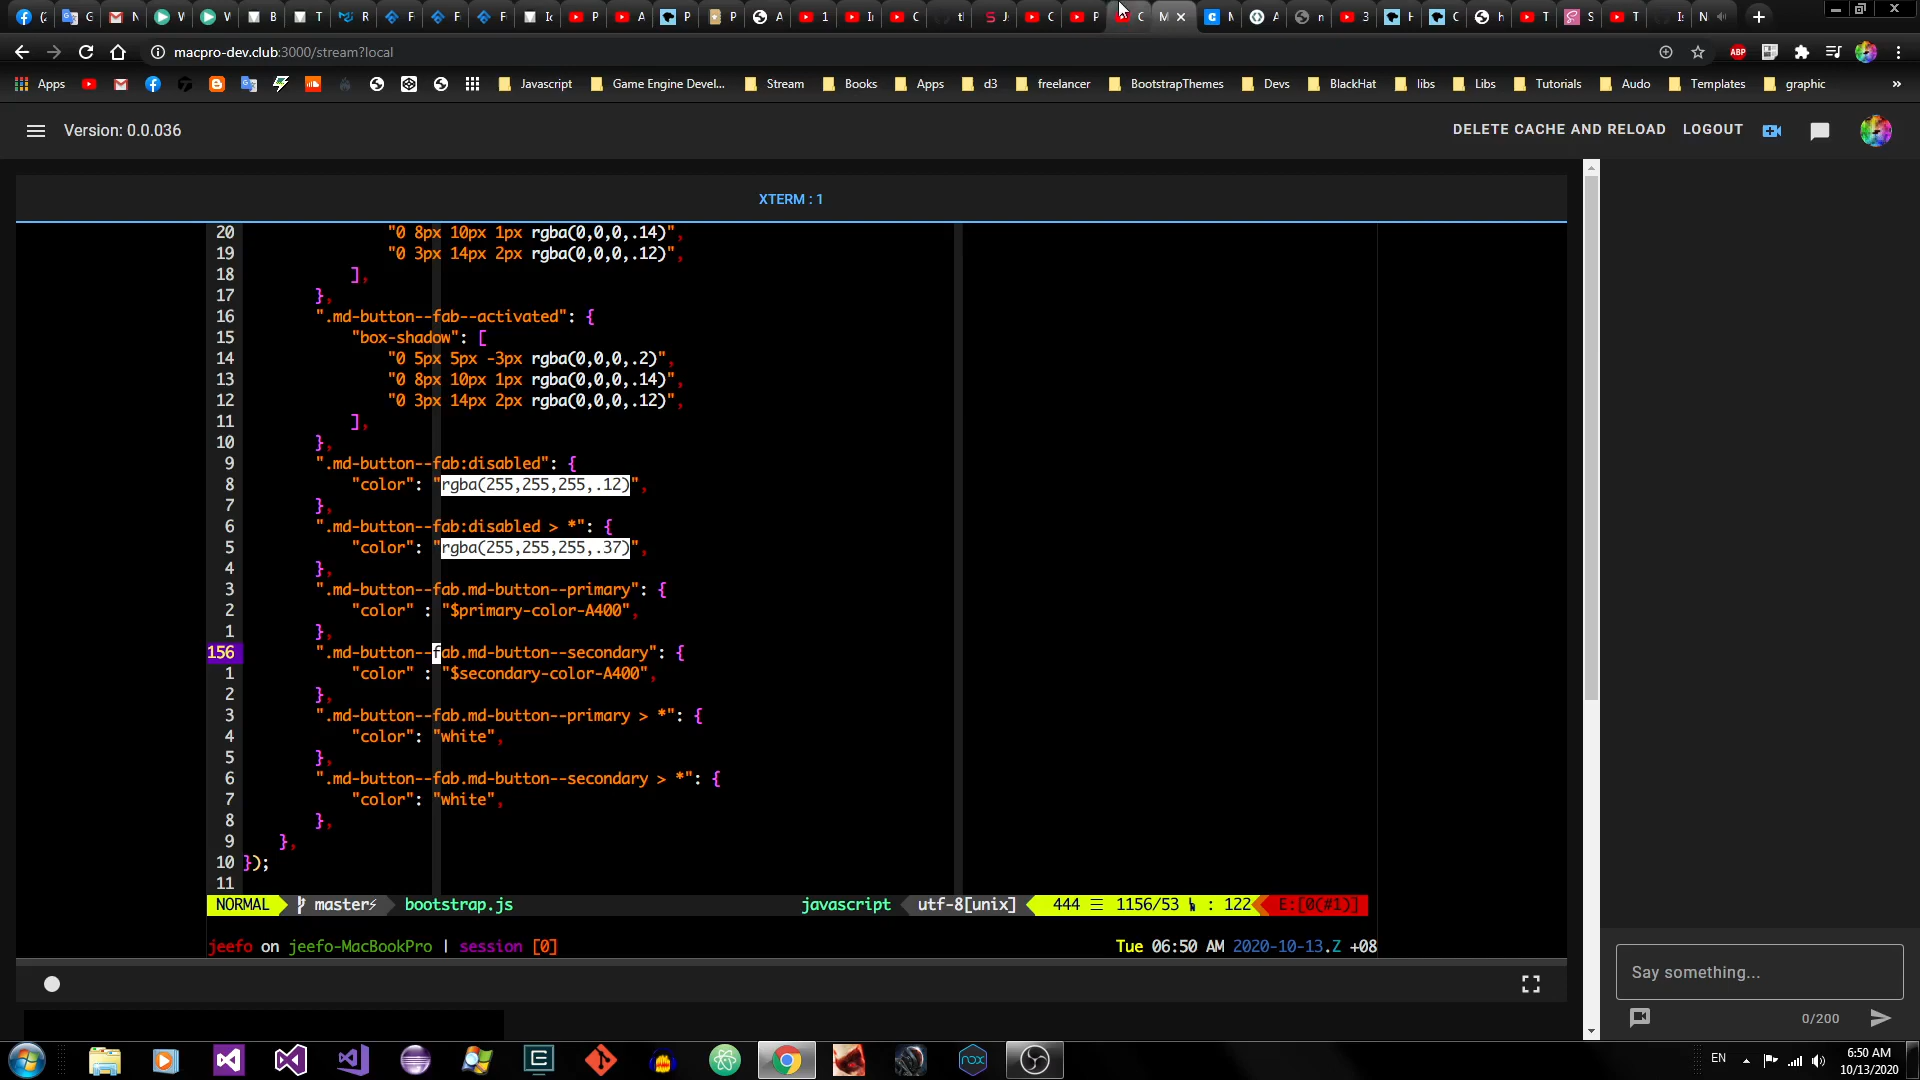 macpro-dev.club:3000/stream?local
Apps
Javascript
Game Engine Devel...
Stream
Books
Apps
d3
freelancer
BootstrapThemes
Devs
BlackHat
libs
Libs
Tutorials
Audo
Templates
graphic
»
Version: 0.0.036
DELETE CACHE AND RELOAD
LOGOUT
XTERM : 1
20 "0 8px 10px 1px rgba(0,0,0,.14)",
19 "0 3px 14px 2px rgba(0,0,0,.12)",
18 ],
17 },
16 ".md-button--fab--activated": {
15 "box-shadow": [
14 "0 5px 5px -3px rgba(0,0,0,.2)",
13 "0 8px 10px 1px rgba(0,0,0,.14)",
12 "0 3px 14px 2px rgba(0,0,0,.12)",
11 ],
10 },
9 ".md-button--fab:disabled": {
8 "color": "rgba(255,255,255,.12)",
7 },
6 ".md-button--fab:disabled > *": {
5 "color": "rgba(255,255,255,.37)",
4 },
3 ".md-button--fab.md-button--primary": {
2 "color" : "$primary-color-A400",
1 },
156 ".md-button--fab.md-button--secondary": {
1 "color" : "$secondary-color-A400",
2 },
3 ".md-button--fab.md-button--primary > *": {
4 "color": "white",
5 },
6 ".md-button--fab.md-button--secondary > *": {
7 "color": "white",
8 },
9 },
10 });
11
NORMAL master⚡ bootstrap.js javascript utf-8[unix] 444 ☰ 1156/53 : 122 E:[0(#1)]
jeefo on jeefo-MacBookPro | session [0] Tue 06:50 AM 2020-10-13.Z +08
Say something...
0/200
EN
6:50 AM
10/13/2020